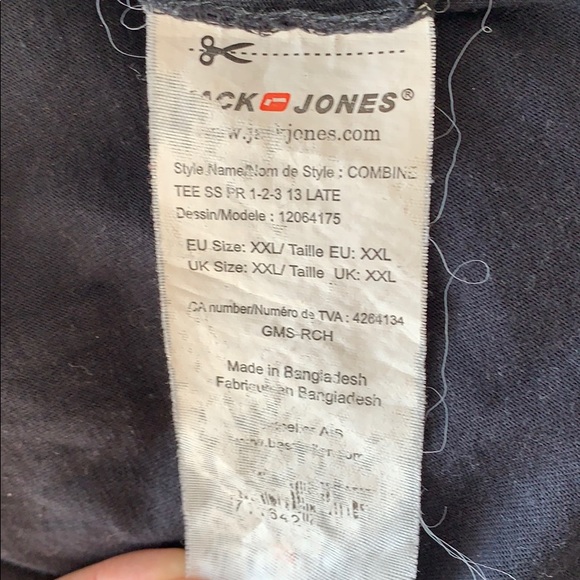 JACK JONES®
Style Name/Nom de Style : COMBINE
TEE SS PR 1-2-3 13 LATE
Dessin/Modele : 12064175
EU Size: XXL/ Taille EU: XXL
UK Size: XXL/ Taille UK: XXL
CA number/Numéro de TVA : 4264134
GMS-RCH
Made in Bangladesh
Fabrique en Bangladesh
A/S